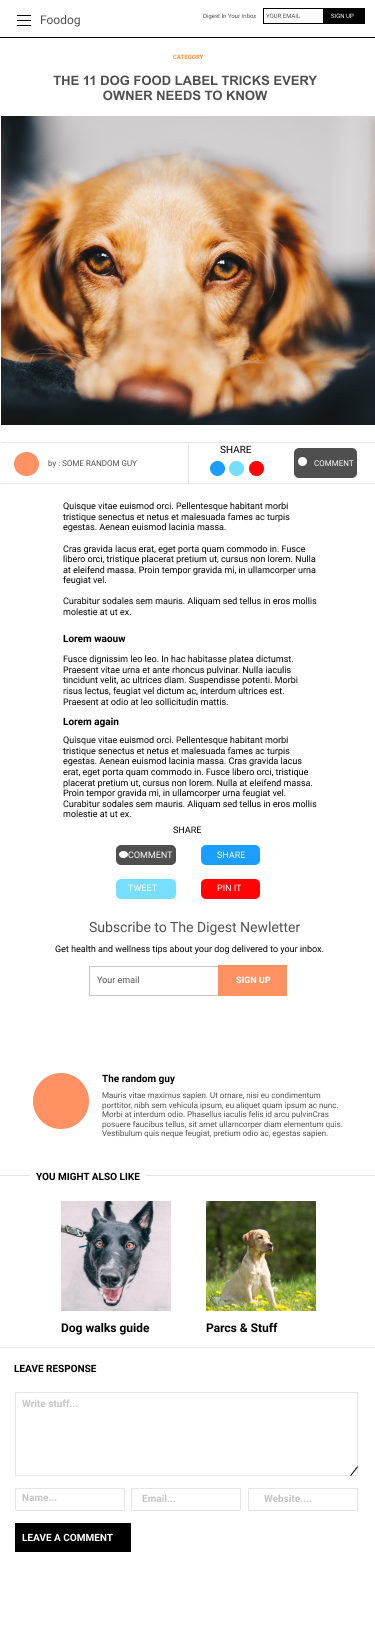 Foodog
Digest In Your Inbox
YOUR EMAIL
SIGN UP
CATEGORY
THE 11 DOG FOOD LABEL TRICKS EVERY
OWNER NEEDS TO KNOW
by : SOME RANDOM GUY
SHARE
COMMENT
Quisque vitae euismod orci. Pellentesque habitant morbi
tristique senectus et netus et malesuada fames ac turpis
egestas. Aenean euismod lacinia massa.
Cras gravida lacus erat, eget porta quam commodo in. Fusce
libero orci, tristique placerat pretium ut, cursus non lorem. Nulla
at eleifend massa. Proin tempor gravida mi, in ullamcorper urna
feugiat vel.
Curabitur sodales sem mauris. Aliquam sed tellus in eros mollis
molestie at ut ex.
Lorem waouw
Fusce dignissim leo leo. In hac habitasse platea dictumst.
Praesent vitae urna et ante rhoncus pulvinar. Nulla iaculis
tincidunt velit, ac ultrices diam. Suspendisse potenti. Morbi
risus lectus, feugiat vel dictum ac, interdum ultrices est.
Praesent at odio at leo sollicitudin mattis.
Lorem again
Quisque vitae euismod orci. Pellentesque habitant morbi
tristique senectus et netus et malesuada fames ac turpis
egestas. Aenean euismod lacinia massa. Cras gravida lacus
erat, eget porta quam commodo in. Fusce libero orci, tristique
placerat pretium ut, cursus non lorem. Nulla at eleifend massa.
Proin tempor gravida mi, in ullamcorper urna feugiat vel.
Curabitur sodales sem mauris. Aliquam sed tellus in eros mollis
molestie at ut ex.
SHARE
COMMENT
SHARE
TWEET
PIN IT
Subscribe to The Digest Newletter
Get health and wellness tips about your dog delivered to your inbox.
Your email
SIGN UP
The random guy
Mauris vitae maximus sapien. Ut ornare, nisi eu condimentum
porttitor, nibh sem vehicula ipsum, eu aliquet quam ipsum ac nunc.
Morbi at interdum odio. Phasellus iaculis felis id arcu pulvinCras
posuere faucibus tellus, sit amet ullamcorper diam elementum quis.
Vestibulum quis neque feugiat, pretium odio ac, egestas sapien.
YOU MIGHT ALSO LIKE
Dog walks guide
Parcs & Stuff
LEAVE RESPONSE
Write stuff...
Name...
Email...
Website....
LEAVE A COMMENT